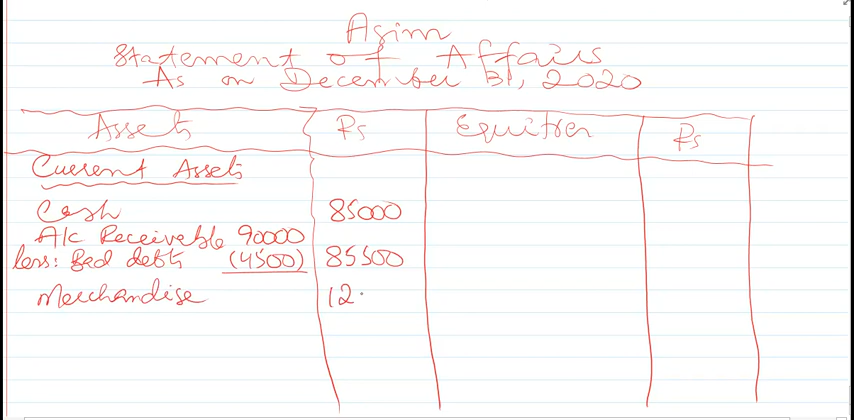 Asim
Statement of Affairs
As on December 31, 2020
Assets Rs Equities Rs
Current Assets
Cash 85000
A/c Receivable 90000
less: Bad debt (4500) 85500
Merchandise 12